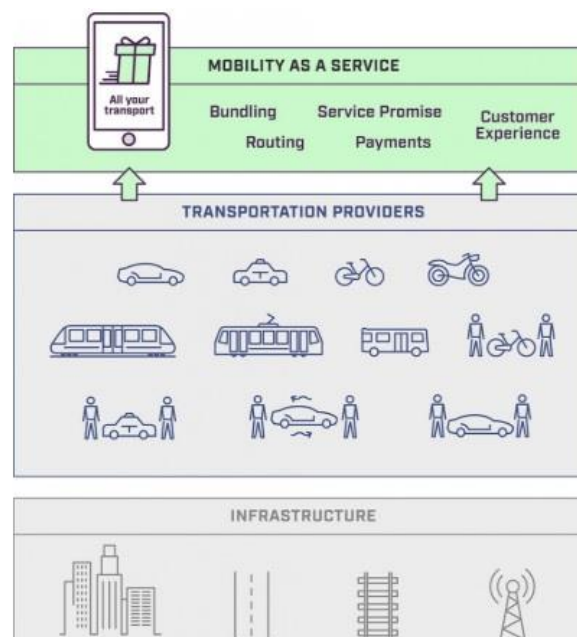 MOBILITY AS A SERVICE
All your
transport
Bundling
Service Promise
Customer
Experience
Routing
Payments
TRANSPORTATION PROVIDERS
T
T
INFRASTRUCTURE